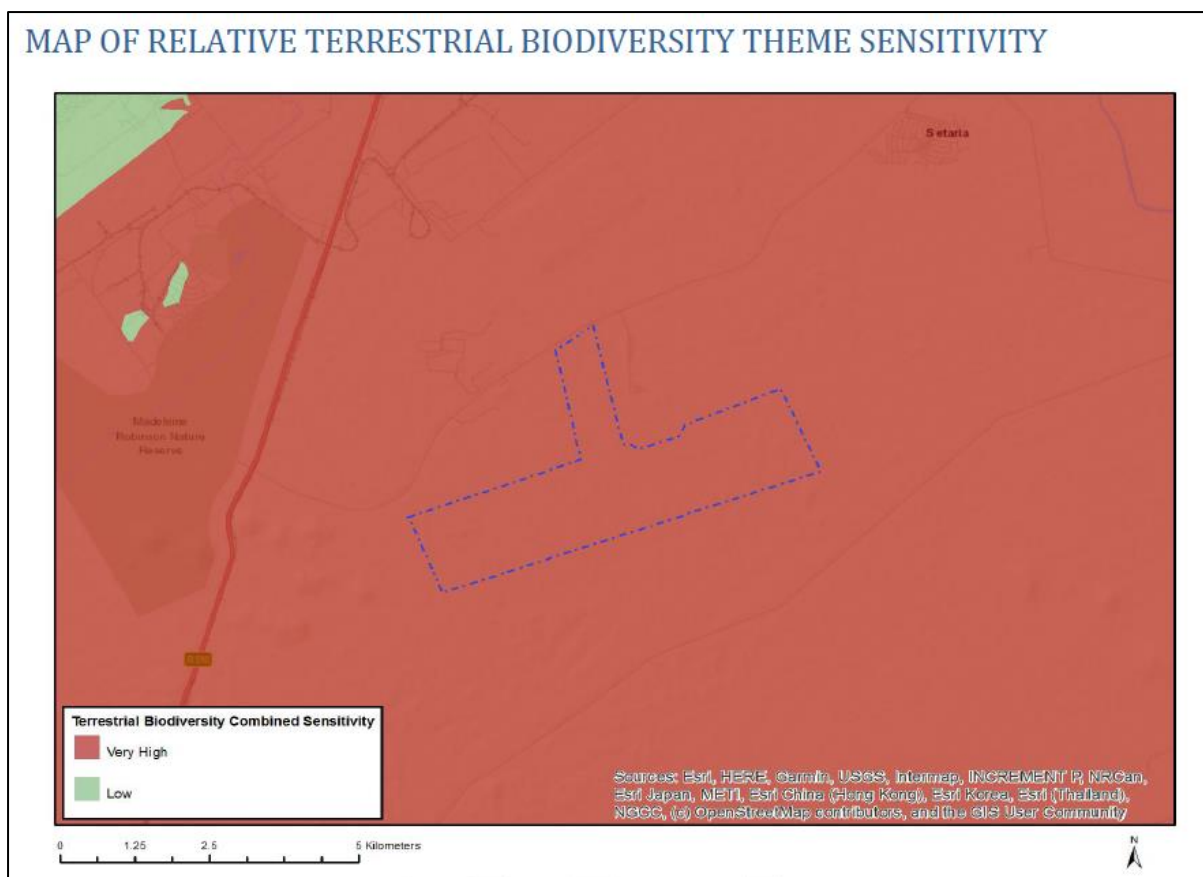 MAP OF RELATIVE TERRESTRIAL BIODIVERSITY THEME SENSITIVITY
Setaria
Madeleine
Robinson Nature
Reserve
Terrestrial Biodiversity Combined Sensitivity
Very High
Low
Sources: Esri, HERE, Garmin, USGS, Intermap, INCREMENT P, NRCan,
Esri Japan, METI, Esri China (Hong Kong), Esri Korea, Esri (Thailand),
NGCC, (c) OpenStreetMap contributors, and the GIS User Community
0 1.25 2.5 5 Kilometers
N